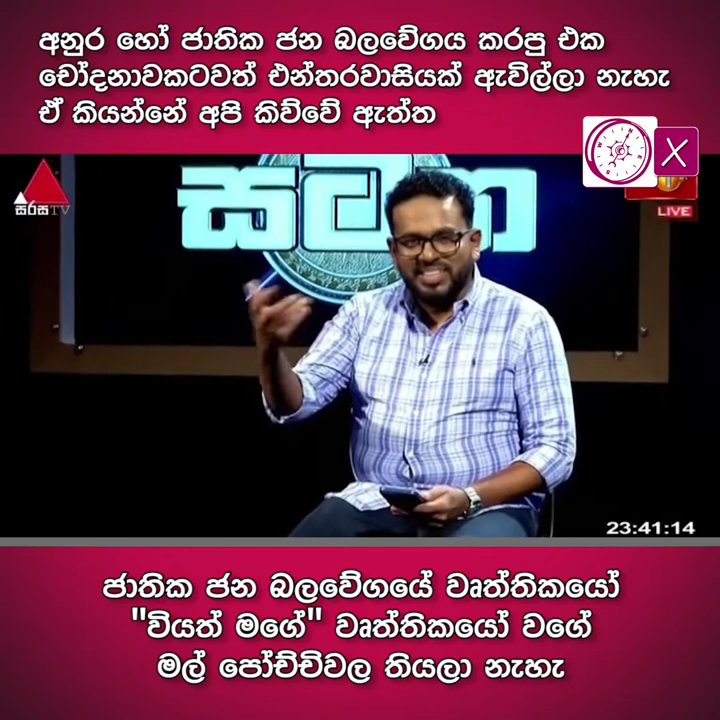 අනුර හෝ ජාතික ජන බලවේගය කරපු එක
චෝදනාවකටවත් එන්තරවාසියක් ඇවිල්ලා නැහැ
ඒ කියන්නේ අපි කිව්වේ ඇත්ත
X
සිරස TV
සටන
LIVE
23:41:14
ජාතික ජන බලවේගයේ වෘත්තිකයෝ
"වියත් මගේ" වෘත්තිකයෝ වගේ
මල් පෝච්චිවල තියලා නැහැ